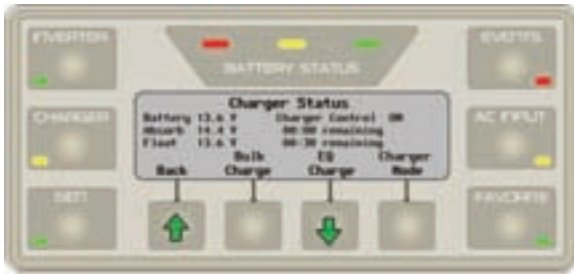 INVERTER
EVENTS
BATTERY STATUS
CHARGER
AC INPUT
Charger Status
Battery 13.6 V Charger Control ON
Absorb 14.4 V 00:00 remaining
Float 13.6 V 00:30 remaining
Back
Bulk Charge
EQ Charge
Charger Mode
GEN
FAVORITE